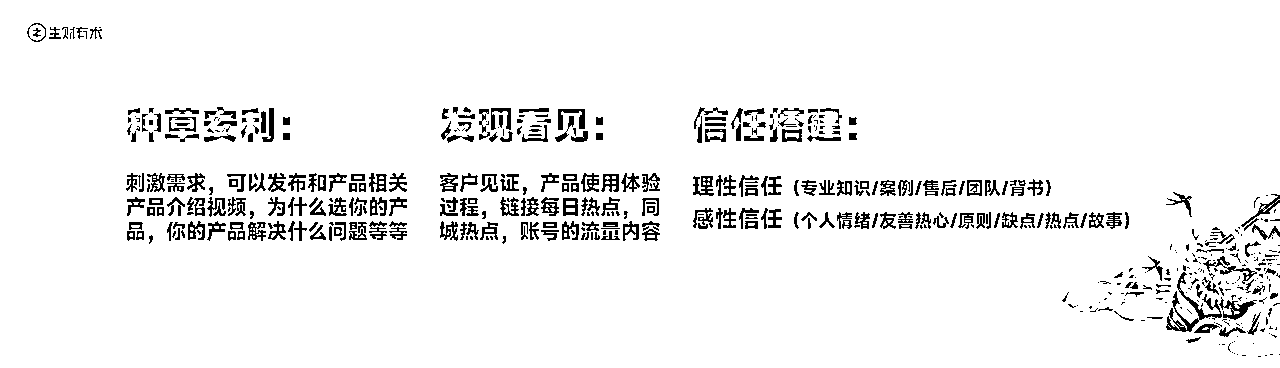 生财有术
种草安利：
刺激需求，可以发布和产品相关
产品介绍视频，为什么选你的产
品，你的产品解决什么问题等等
发现看见：
客户见证，产品使用体验
过程，链接每日热点，同
城热点，账号的流量内容
信任搭建：
理性信任（专业知识/案例/售后/团队/背书）
感性信任（个人情绪/友善热心/原则/缺点/热点/故事）